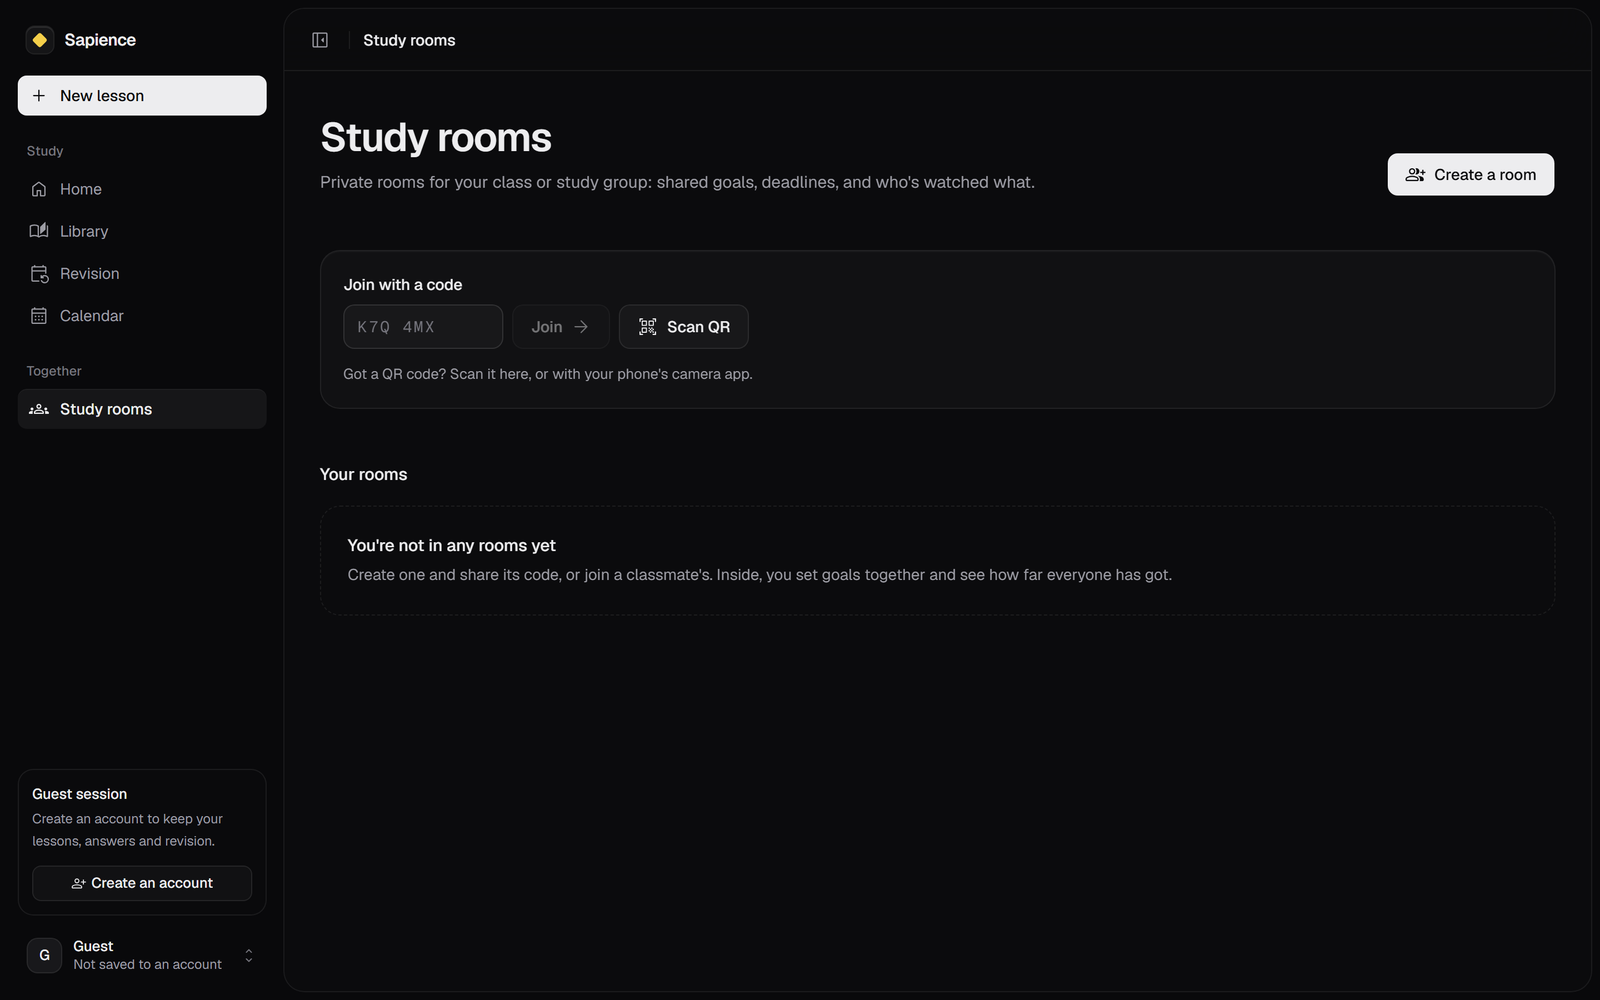 Sapience
New lesson
Study
Home
Library
Revision
Calendar
Together
Study rooms
Guest session
Create an account to keep your
lessons, answers and revision.
Create an account
G
Guest
Not saved to an account
Study rooms
Study rooms
Private rooms for your class or study group: shared goals, deadlines, and who's watched what.
Create a room
Join with a code
K7Q 4MX
Join
Scan QR
Got a QR code? Scan it here, or with your phone's camera app.
Your rooms
You're not in any rooms yet
Create one and share its code, or join a classmate's. Inside, you set goals together and see how far everyone has got.